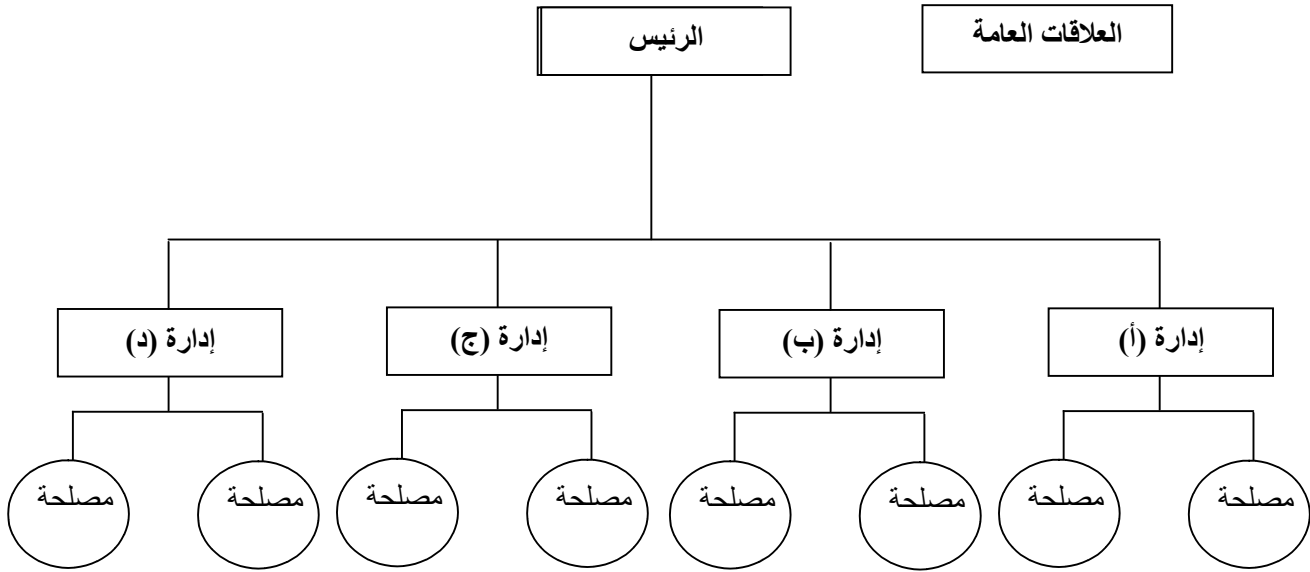 العلاقات العامة
الرئيس
إدارة (أ)
إدارة (ب)
إدارة (ج)
إدارة (د)
مصلحة
مصلحة
مصلحة
مصلحة
مصلحة
مصلحة
مصلحة
مصلحة